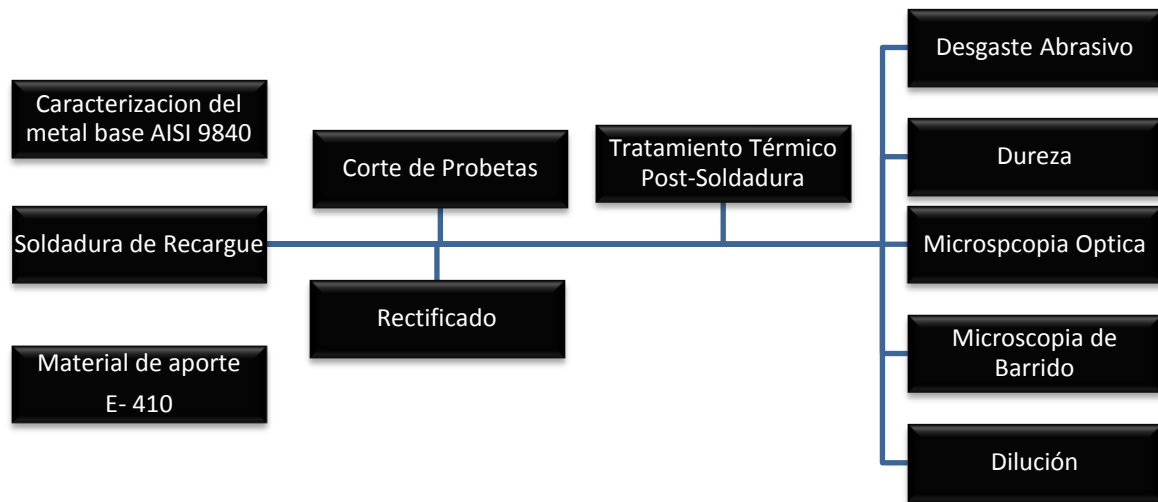 Caracterizacion del
metal base AISI 9840
Soldadura de Recargue
Material de aporte
E- 410
Corte de Probetas
Rectificado
Tratamiento Térmico
Post-Soldadura
Desgaste Abrasivo
Dureza
Microspcopia Optica
Microscopia de
Barrido
Dilución